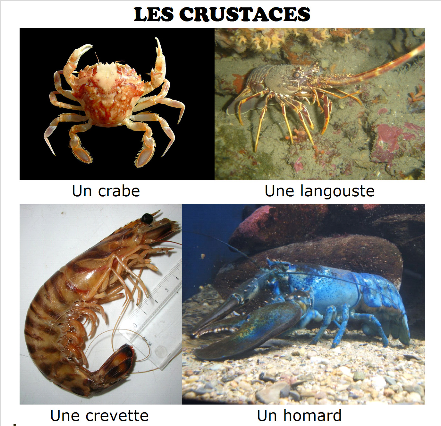 LES CRUSTACES
Un crabe
Une langouste
Une crevette
Un homard